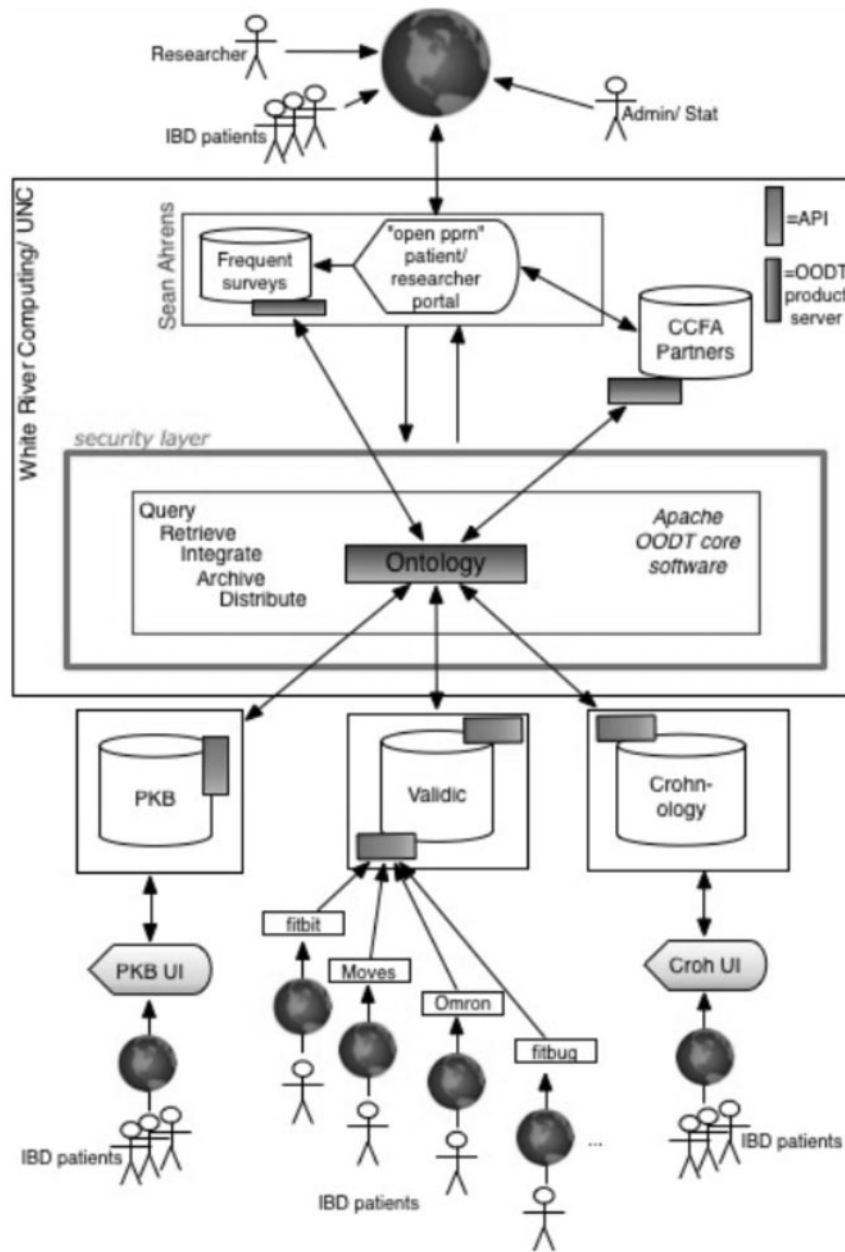 Researcher
IBD patients
Admin/ Stat
White River Computing/ UNC
Sean Ahrens
Frequent
surveys
"open pprn"
patient/
researcher
portal
CCFA
Partners
=API
=OODT
product
server
security layer
Query
Retrieve
Integrate
Archive
Distribute
Ontology
Apache
OODT core
software
PKB
Validic
Crohn-
ology
fitbit
Moves
Omron
fitbug
PKB UI
Croh UI
...
IBD patients
IBD patients
IBD patients